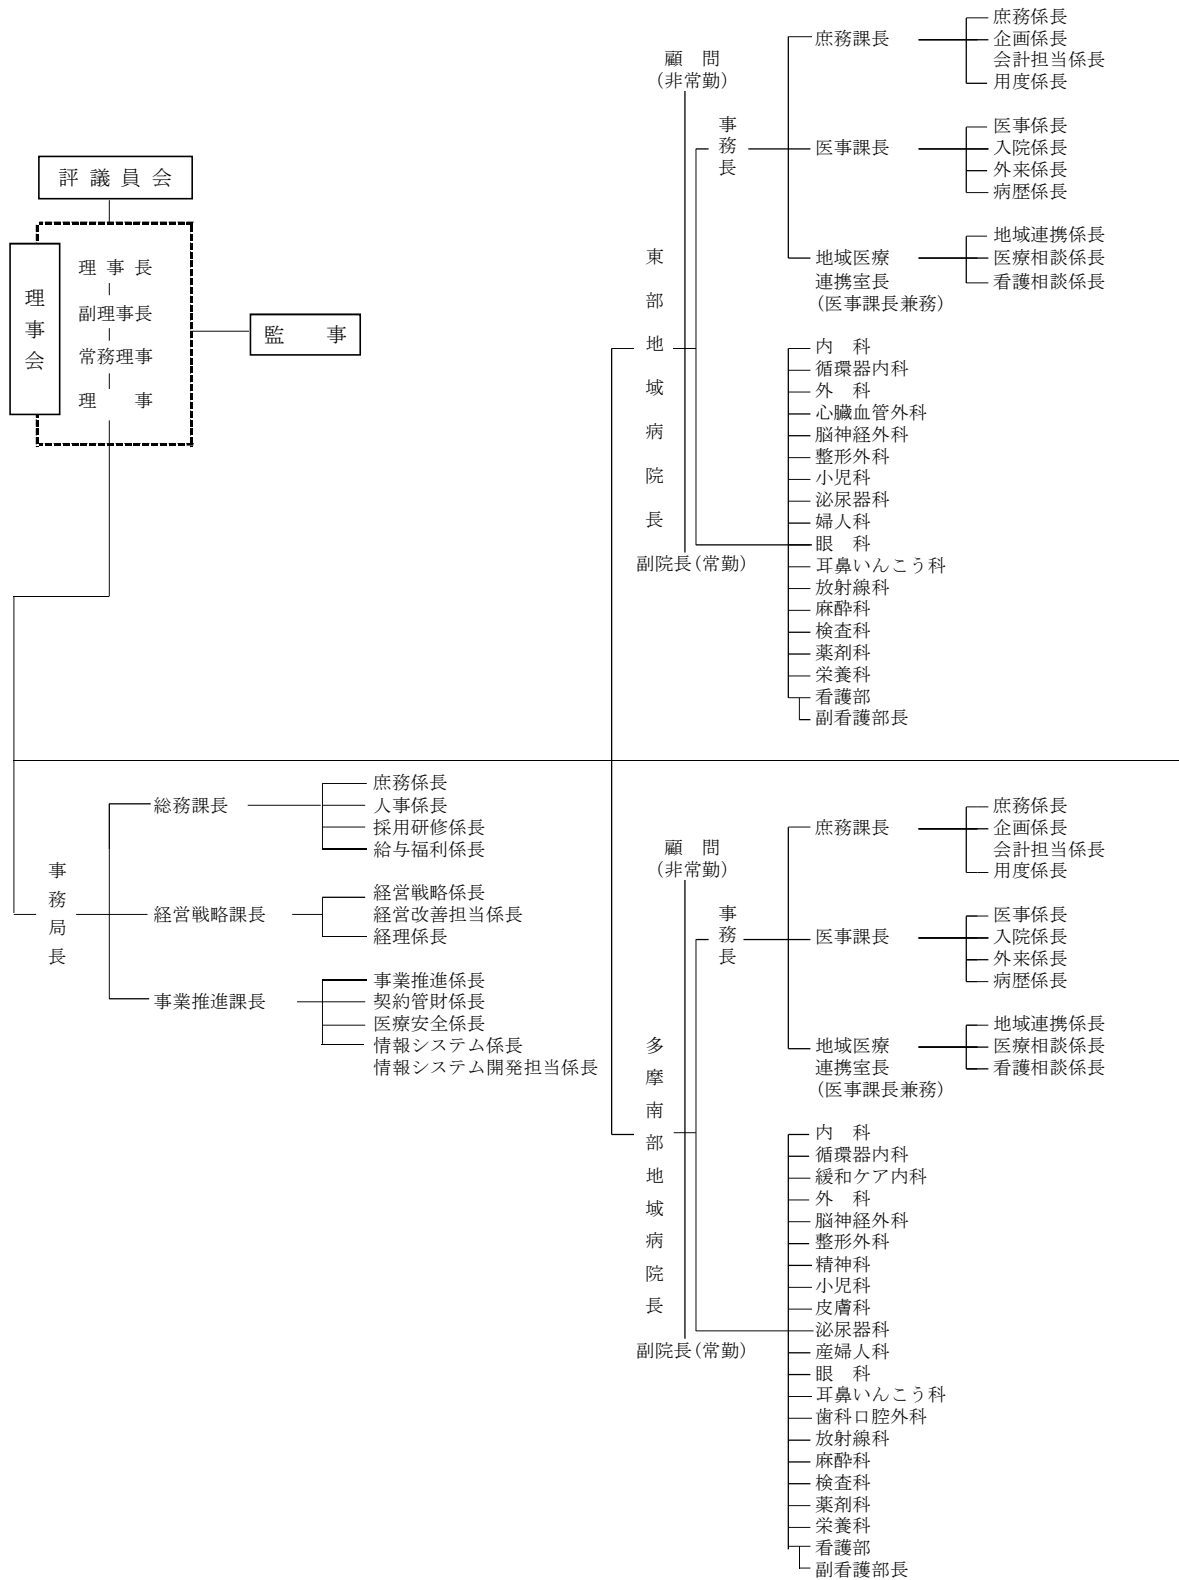 評議員会
理事会
理事長
副理事長
常務理事
理　事
監　事
事務局長
総務課長
庶務係長
人事係長
採用研修係長
給与福利係長
経営戦略課長
経営戦略係長
経営改善担当係長
経理係長
事業推進課長
事業推進係長
契約管財係長
医療安全係長
情報システム係長
情報システム開発担当係長
東部地域病院長
顧　問
(非常勤)
副院長(常勤)
事務長
庶務課長
庶務係長
企画係長
会計担当係長
用度係長
医事課長
医事係長
入院係長
外来係長
病歴係長
地域医療
連携室長
(医事課長兼務)
地域連携係長
医療相談係長
看護相談係長
内　科
循環器内科
外　科
心臓血管外科
脳神経外科
整形外科
小児科
泌尿器科
婦人科
眼　科
耳鼻いんこう科
放射線科
麻酔科
検査科
薬剤科
栄養科
看護部
副看護部長
多摩南部地域病院長
顧　問
(非常勤)
副院長(常勤)
事務長
庶務課長
庶務係長
企画係長
会計担当係長
用度係長
医事課長
医事係長
入院係長
外来係長
病歴係長
地域医療
連携室長
(医事課長兼務)
地域連携係長
医療相談係長
看護相談係長
内　科
循環器内科
緩和ケア内科
外　科
脳神経外科
整形外科
精神科
小児科
皮膚科
泌尿器科
産婦人科
眼　科
耳鼻いんこう科
歯科口腔外科
放射線科
麻酔科
検査科
薬剤科
栄養科
看護部
副看護部長